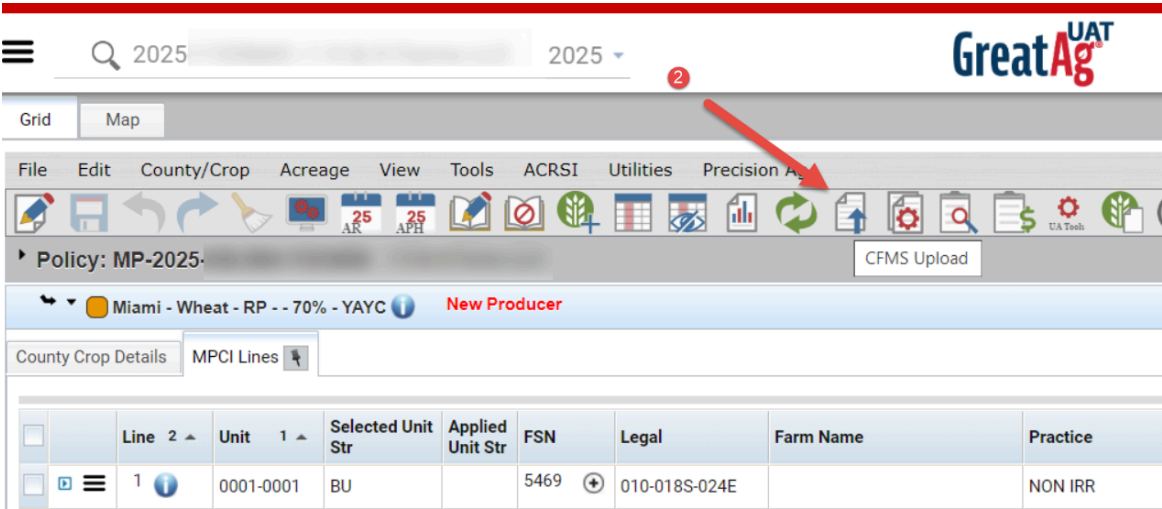 2025 2025
GreatAg® UAT
2
Grid Map
File Edit County/Crop Acreage View Tools ACRSI Utilities Precision Ag
25 AR 25 APH $ UA Tools
Policy: MP-2025-
CFMS Upload
Miami - Wheat - RP - - 70% - YAYC i New Producer
County Crop Details MPCI Lines
Line 2 Unit 1 Selected Unit Str Applied Unit Str FSN Legal Farm Name Practice
1 i 0001-0001 BU 5469 010-018S-024E NON IRR